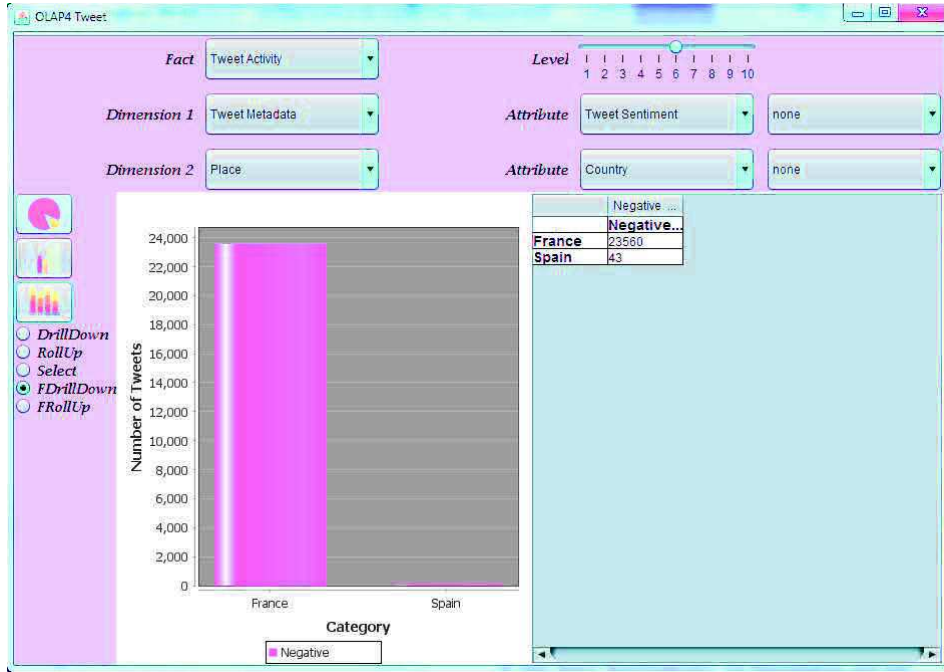 OLAP4 Tweet
Fact Tweet Activity Level
1 2 3 4 5 6 7 8 9 10
Dimension 1 Tweet Metadata Attribute Tweet Sentiment none
Dimension 2 Place Attribute Country none
DrillDown
RollUp
Select
FDrillDown
FRollUp
Number of Tweets
24,000
22,000
20,000
18,000
16,000
14,000
12,000
10,000
8,000
6,000
4,000
2,000
0
France Spain
Category
Negative
Negative ...
Negative...
France 23560
Spain 43